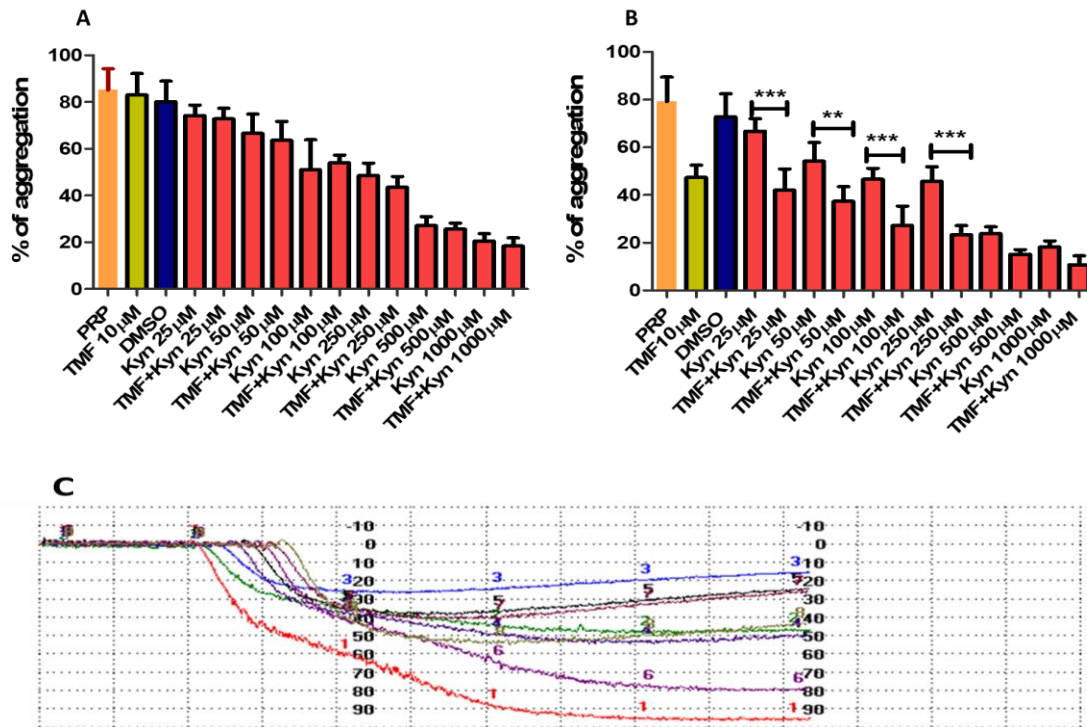 A
B
% of aggregation
100
80
60
40
20
0
PRP
TMF 10µM
DMSO
Kyn 25µM
TMF+Kyn 25µM
Kyn 50µM
TMF+Kyn 50µM
Kyn 100µM
TMF+Kyn 100µM
Kyn 250µM
TMF+Kyn 250µM
Kyn 500µM
TMF+Kyn 500µM
Kyn 1000µM
TMF+Kyn 1000µM
% of aggregation
100
80
60
40
20
0
***
**
***
***
PRP
TMF10µM
DMSO
Kyn 25µM
TMF+Kyn 25µM
Kyn 50µM
TMF+Kyn 50µM
Kyn 100µM
TMF+Kyn 100µM
Kyn 250µM
TMF+Kyn 250µM
Kyn 500µM
TMF+Kyn 500µM
Kyn 1000µM
TMF+Kyn 1000µM
C
-10 -10
0 0
10 10
20 20
30 30
40 40
50 50
60 60
70 70
80 80
90 90
3 3 3 3
5 5
4
6 6 6
1 1 1 1